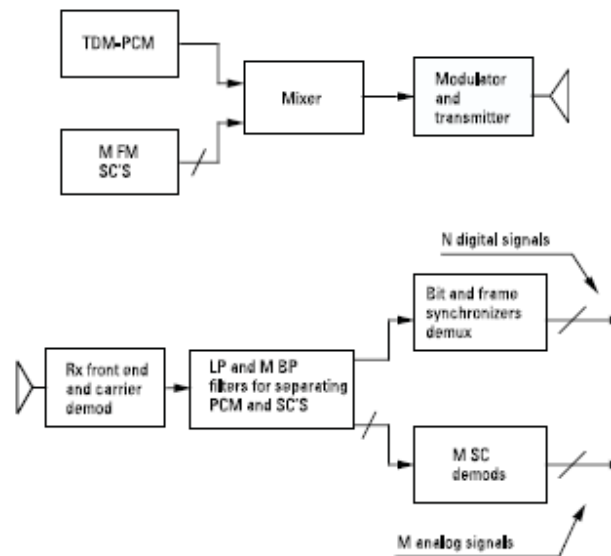 TDM-PCM
Mixer
Modulator
and
transmitter
M FM
SC'S
N digital signals
Bit and frame
synchronizers
demux
Rx front end
and carrier
demod
LP and M BP
filters for separating
PCM and SC'S
M SC
demods
M analog signals